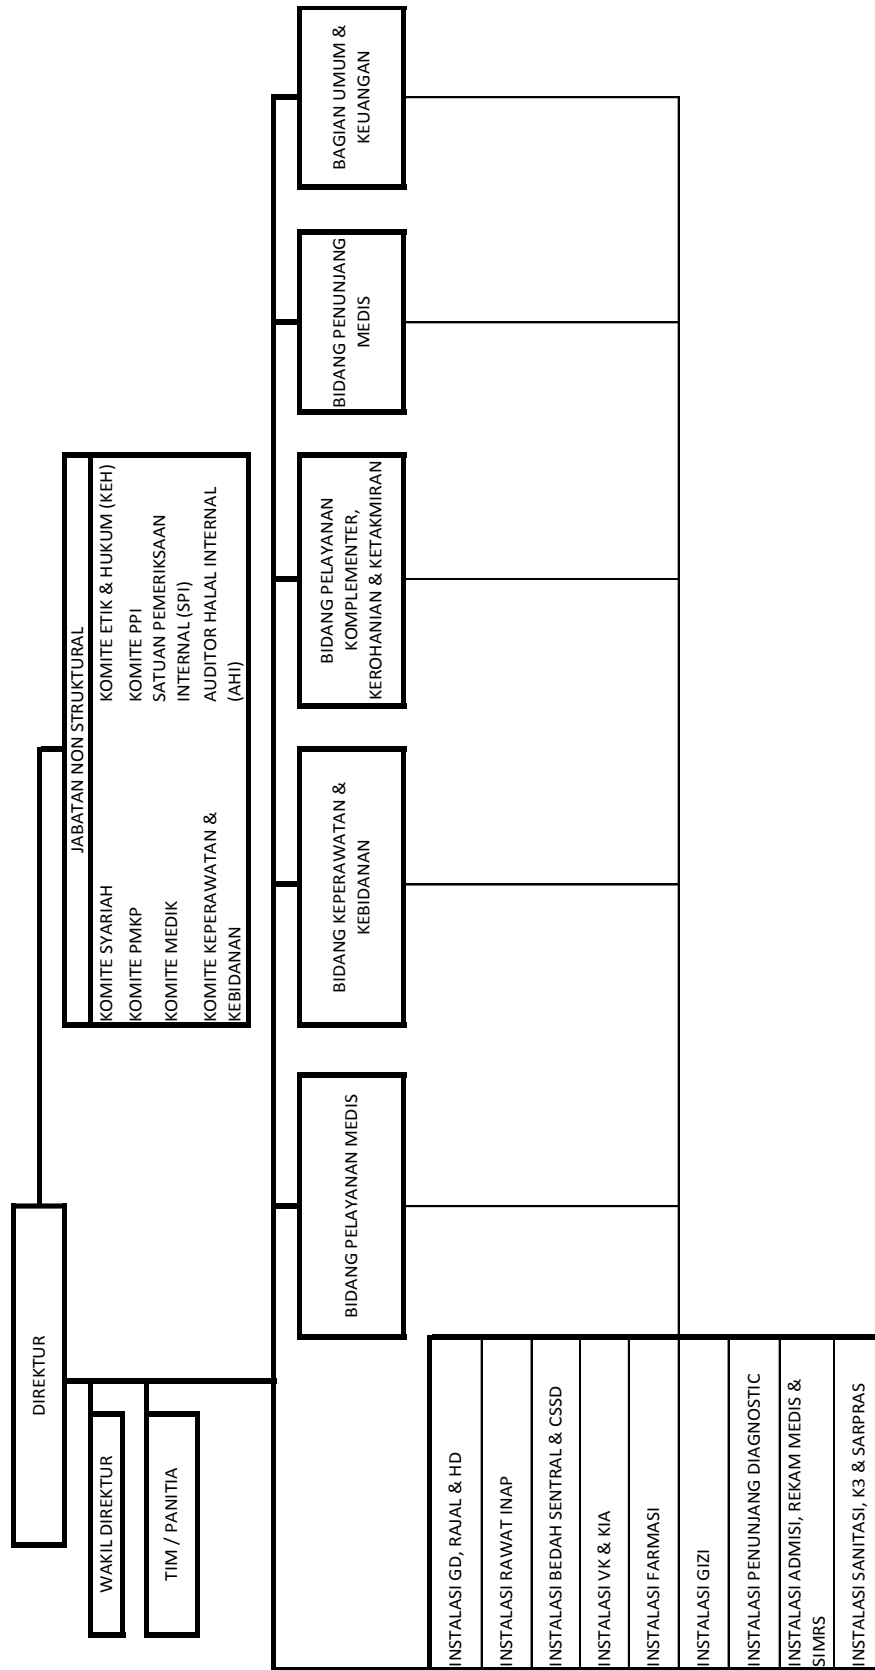 DIREKTUR
WAKIL DIREKTUR
TIM / PANITIA
JABATAN NON STRUKTURAL
KOMITE SYARIAH
KOMITE PMKP
KOMITE MEDIK
KOMITE KEPERAWATAN &
KEBIDANAN
KOMITE ETIK & HUKUM (KEH)
KOMITE PPI
SATUAN PEMERIKSAAN
INTERNAL (SPI)
AUDITOR HALAL INTERNAL
(AHI)
BIDANG PELAYANAN MEDIS
BIDANG KEPERAWATAN &
KEBIDANAN
BIDANG PELAYANAN
KOMPLEMENTER,
KEROHANIAN & KETAKMIRAN
BIDANG PENUNJANG
MEDIS
BAGIAN UMUM &
KEUANGAN
INSTALASI GD, RAJAL & HD
INSTALASI RAWAT INAP
INSTALASI BEDAH SENTRAL & CSSD
INSTALASI VK & KIA
INSTALASI FARMASI
INSTALASI GIZI
INSTALASI PENUNJANG DIAGNOSTIC
INSTALASI ADMISI, REKAM MEDIS &
SIMRS
INSTALASI SANITASI, K3 & SARPRAS